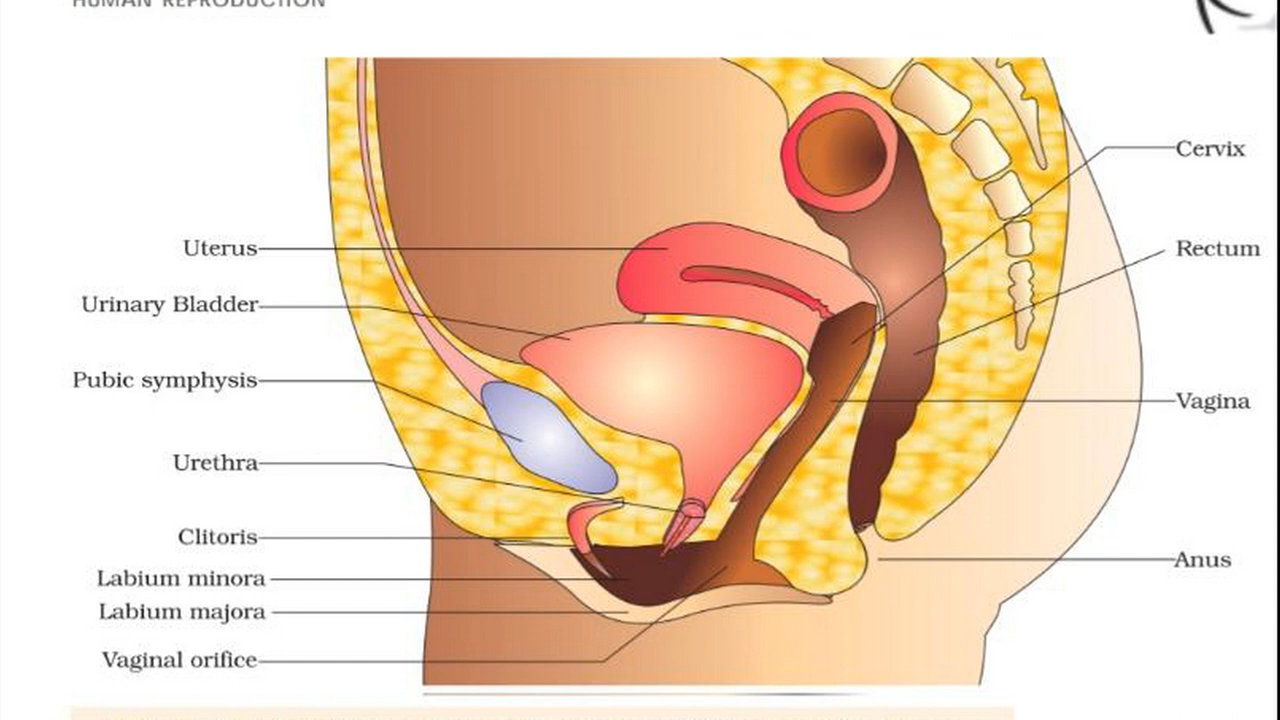 HUMAN REPRODUCTION
Cervix
Uterus
Rectum
Urinary Bladder
Pubic symphysis
Vagina
Urethra
Clitoris
Anus
Labium minora
Labium majora
Vaginal orifice